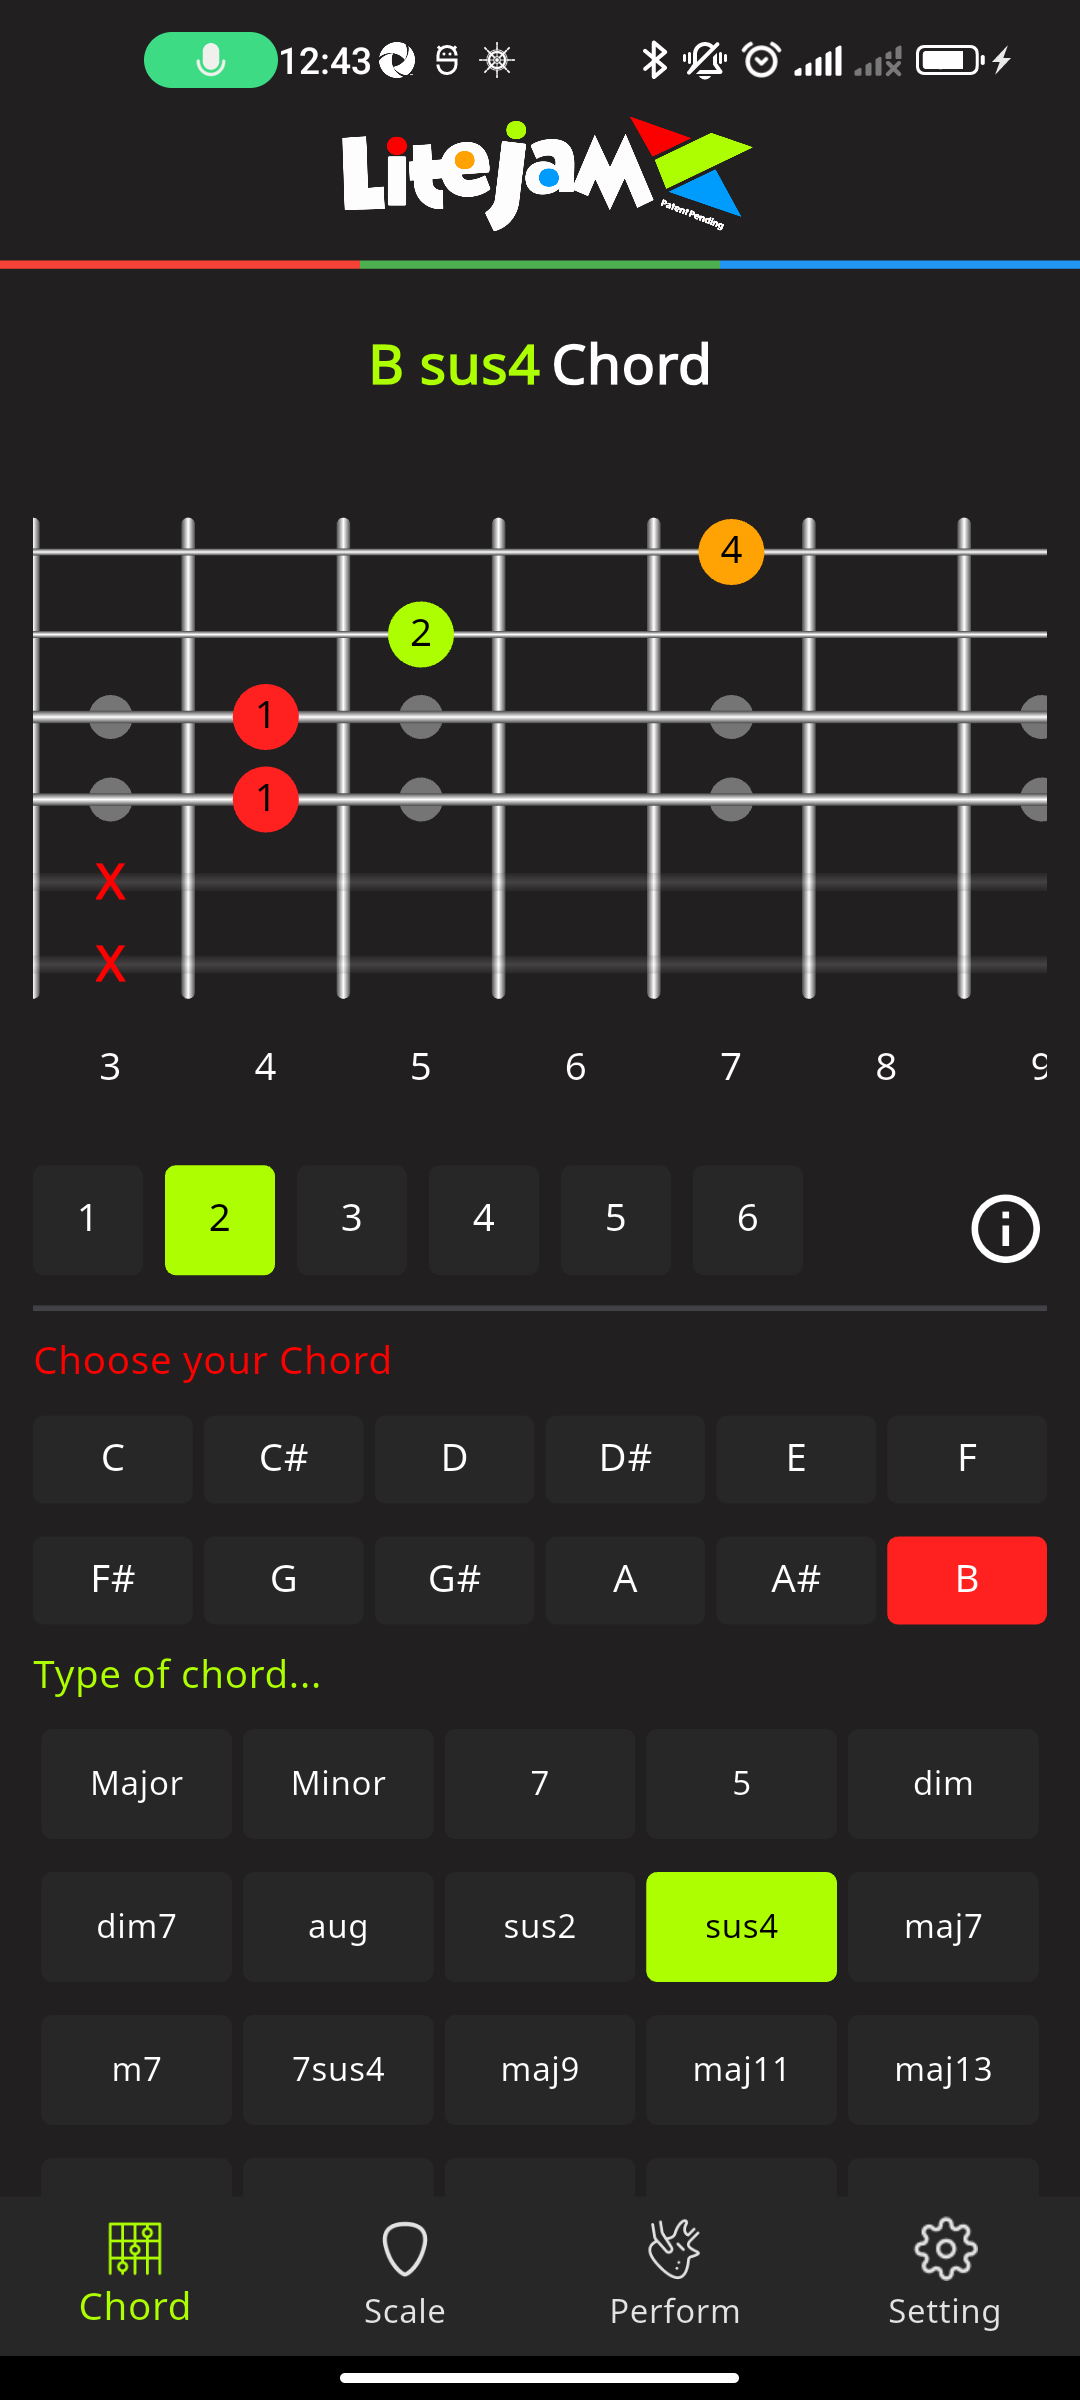 12:43
Litejam
Patent Pending
B sus4 Chord
4
2
1
1
X
X
3 4 5 6 7 8 9
1 2 3 4 5 6
Choose your Chord
C C# D D# E F
F# G G# A A# B
Type of chord...
Major Minor 7 5 dim
dim7 aug sus2 sus4 maj7
m7 7sus4 maj9 maj11 maj13
Chord Scale Perform Setting